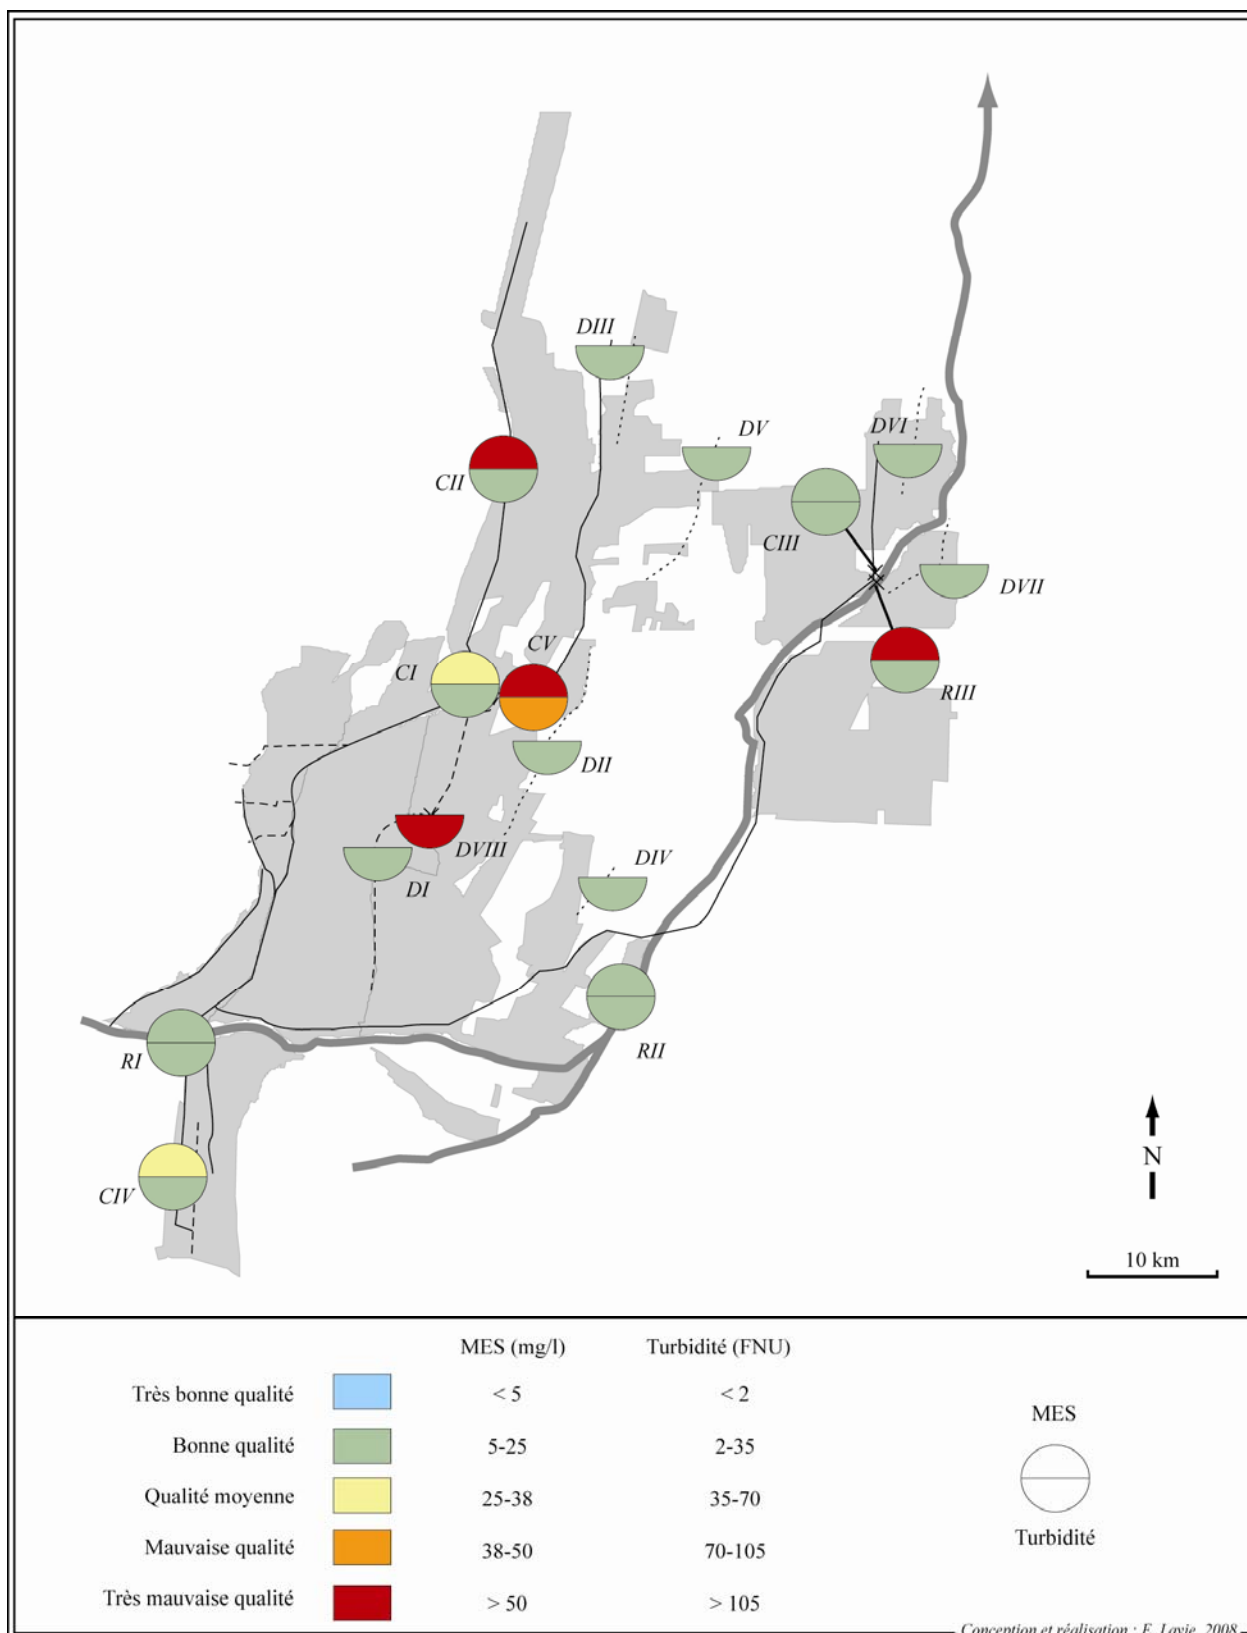 DIII
DV
DVI
CII
CIII
DVII
CV
CI
RIII
DII
DVIII
DIV
DI
RII
RI
N
CIV
10 km
MES (mg/l) Turbidité (FNU)
Très bonne qualité < 5 < 2
MES
Bonne qualité 5-25 2-35
Qualité moyenne 25-38 35-70
Turbidité
Mauvaise qualité 38-50 70-105
Très mauvaise qualité > 50 > 105
Conception et réalisation : E. Lavie, 2008